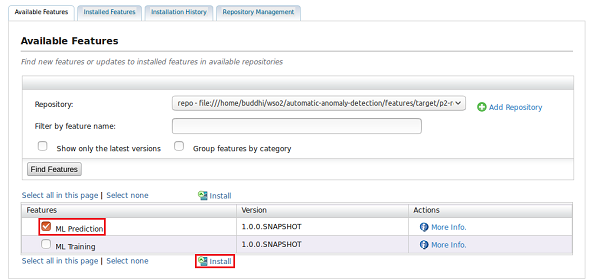 Available Features Installed Features Installation History Repository Management
Available Features
Find new features or updates to installed features in available repositories
Repository: repo - file:///home/buddhi/wso2/automatic-anomaly-detection/features/target/p2-r Add Repository
Filter by feature name:
Show only the latest versions Group features by category
Find Features
Select all in this page | Select none Install
Features Version Actions
ML Prediction 1.0.0.SNAPSHOT More Info.
ML Training 1.0.0.SNAPSHOT More Info.
Select all in this page | Select none Install